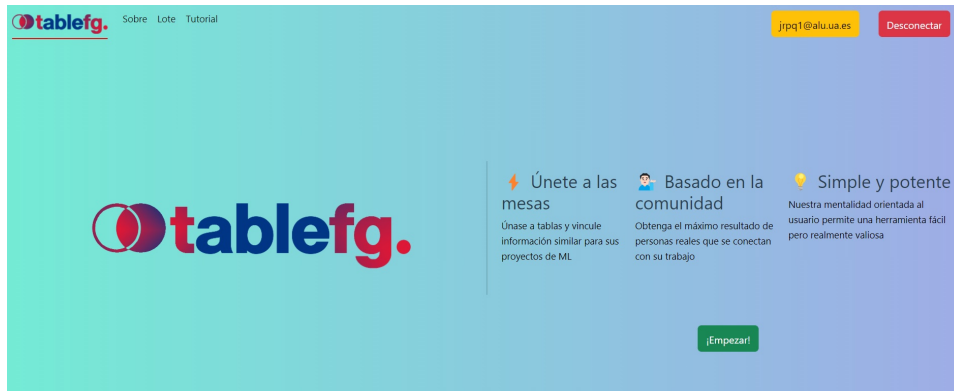 tablefg.
Sobre Lote Tutorial
jrpq1@alu.ua.es
Desconectar
tablefg.
Únete a las
mesas
Únase a tablas y vincule
información similar para sus
proyectos de ML
Basado en la
comunidad
Obtenga el máximo resultado de
personas reales que se conectan
con su trabajo
Simple y potente
Nuestra mentalidad orientada al
usuario permite una herramienta fácil
pero realmente valiosa
¡Empezar!